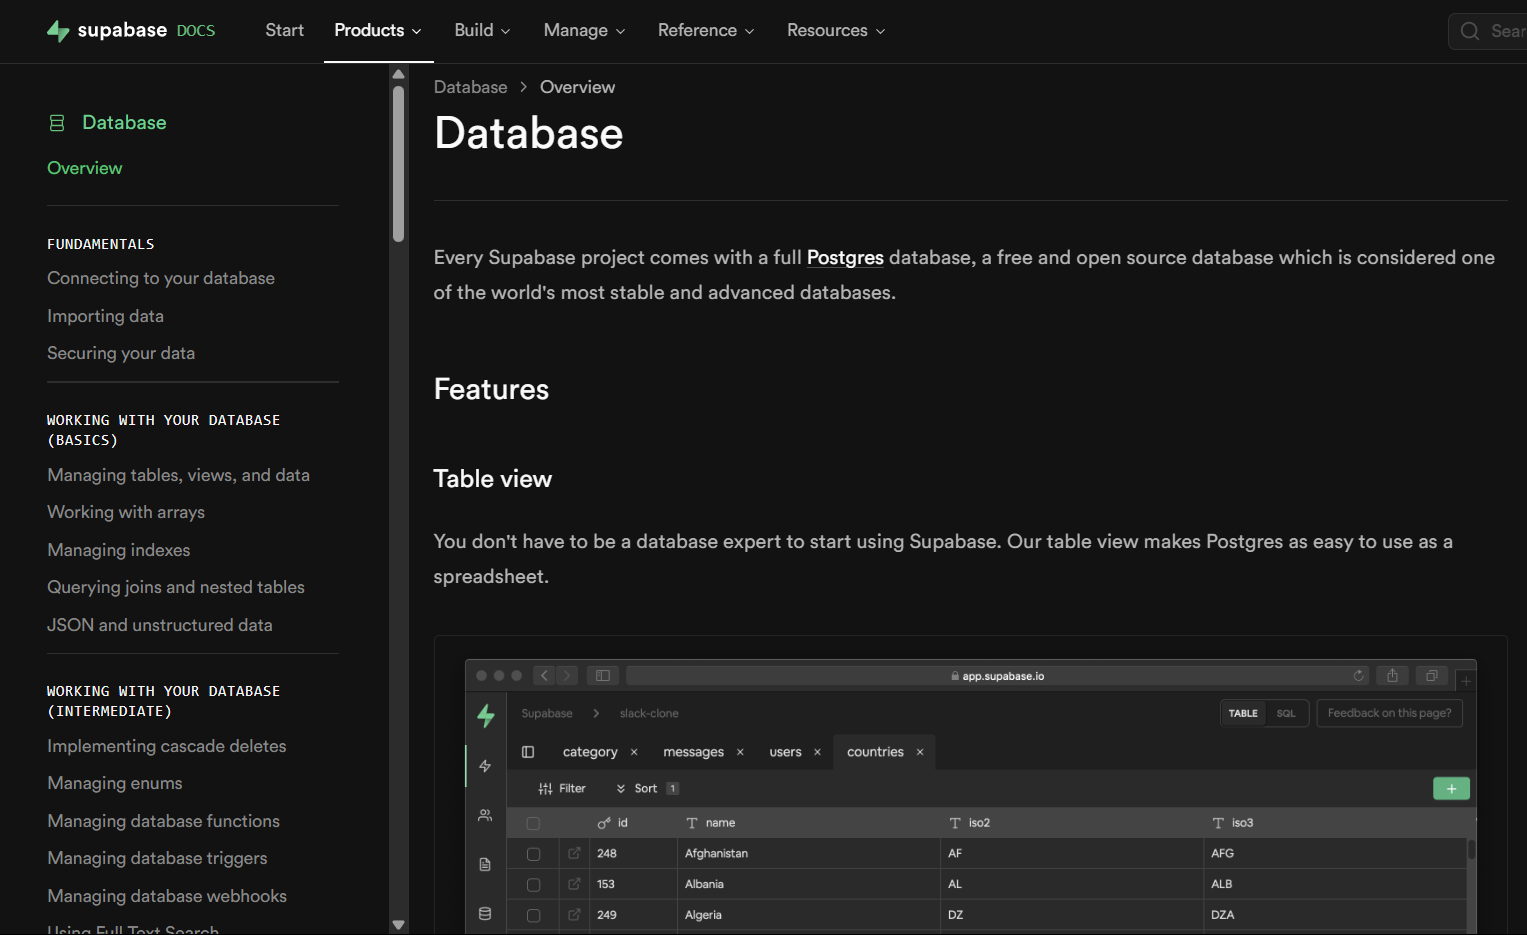 supabase DOCS
Start
Products
Build
Manage
Reference
Resources
Database
Overview
FUNDAMENTALS
Connecting to your database
Importing data
Securing your data
WORKING WITH YOUR DATABASE
(BASICS)
Managing tables, views, and data
Working with arrays
Managing indexes
Querying joins and nested tables
JSON and unstructured data
WORKING WITH YOUR DATABASE
(INTERMEDIATE)
Implementing cascade deletes
Managing enums
Managing database functions
Managing database triggers
Managing database webhooks
Using Full Text Search
Database > Overview
Database
Every Supabase project comes with a full Postgres database, a free and open source database which is considered one
of the world's most stable and advanced databases.
Features
Table view
You don't have to be a database expert to start using Supabase. Our table view makes Postgres as easy to use as a
spreadsheet.
app.supabase.io
Supabase > slack-clone
TABLE SQL
Feedback on this page?
category × messages × users × countries ×
Filter Sort 1
+
id name iso2 iso3
248 Afghanistan AF AFG
153 Albania AL ALB
249 Algeria DZ DZA